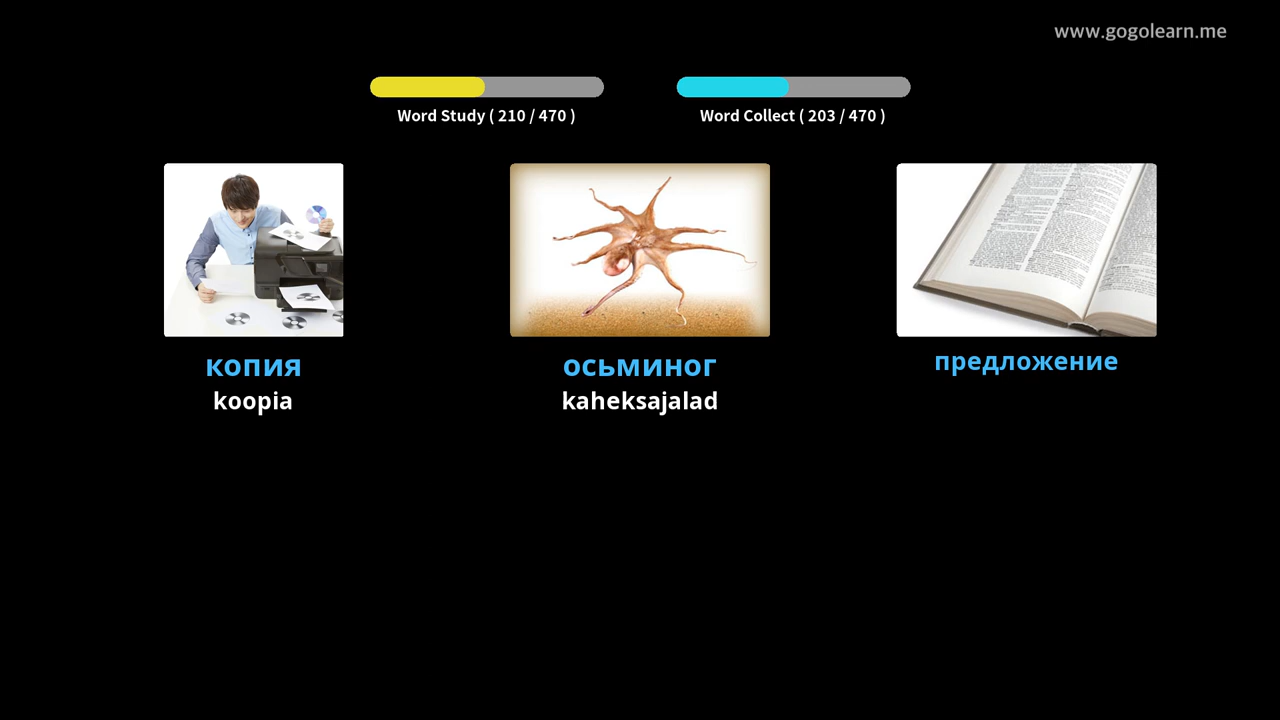 www.gogolearn.me
Word Study ( 210 / 470 )
Word Collect ( 203 / 470 )
копия
koopia
осьминог
kaheksajalad
предложение